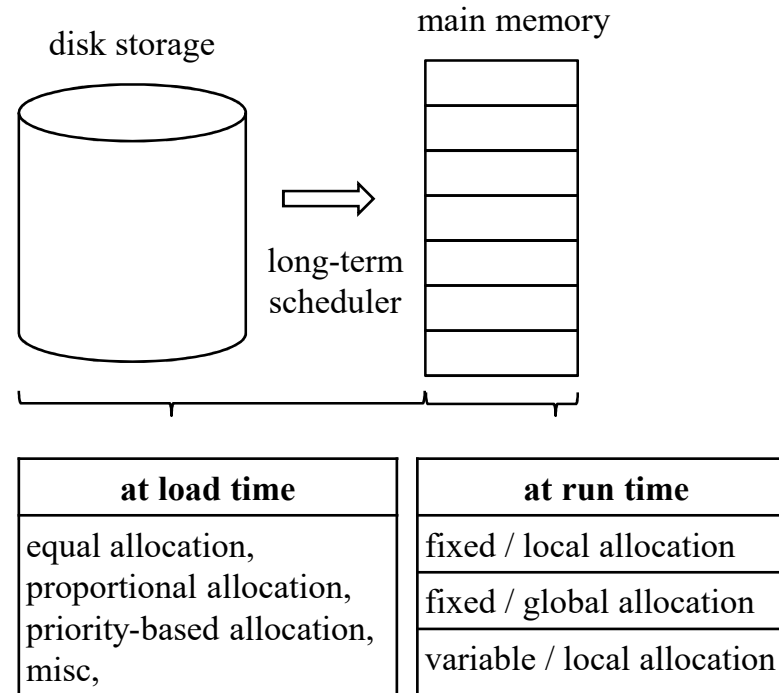 disk storage
main memory
long-term
scheduler
at load time
equal allocation,
proportional allocation,
priority-based allocation,
misc,
at run time
fixed / local allocation
fixed / global allocation
variable / local allocation